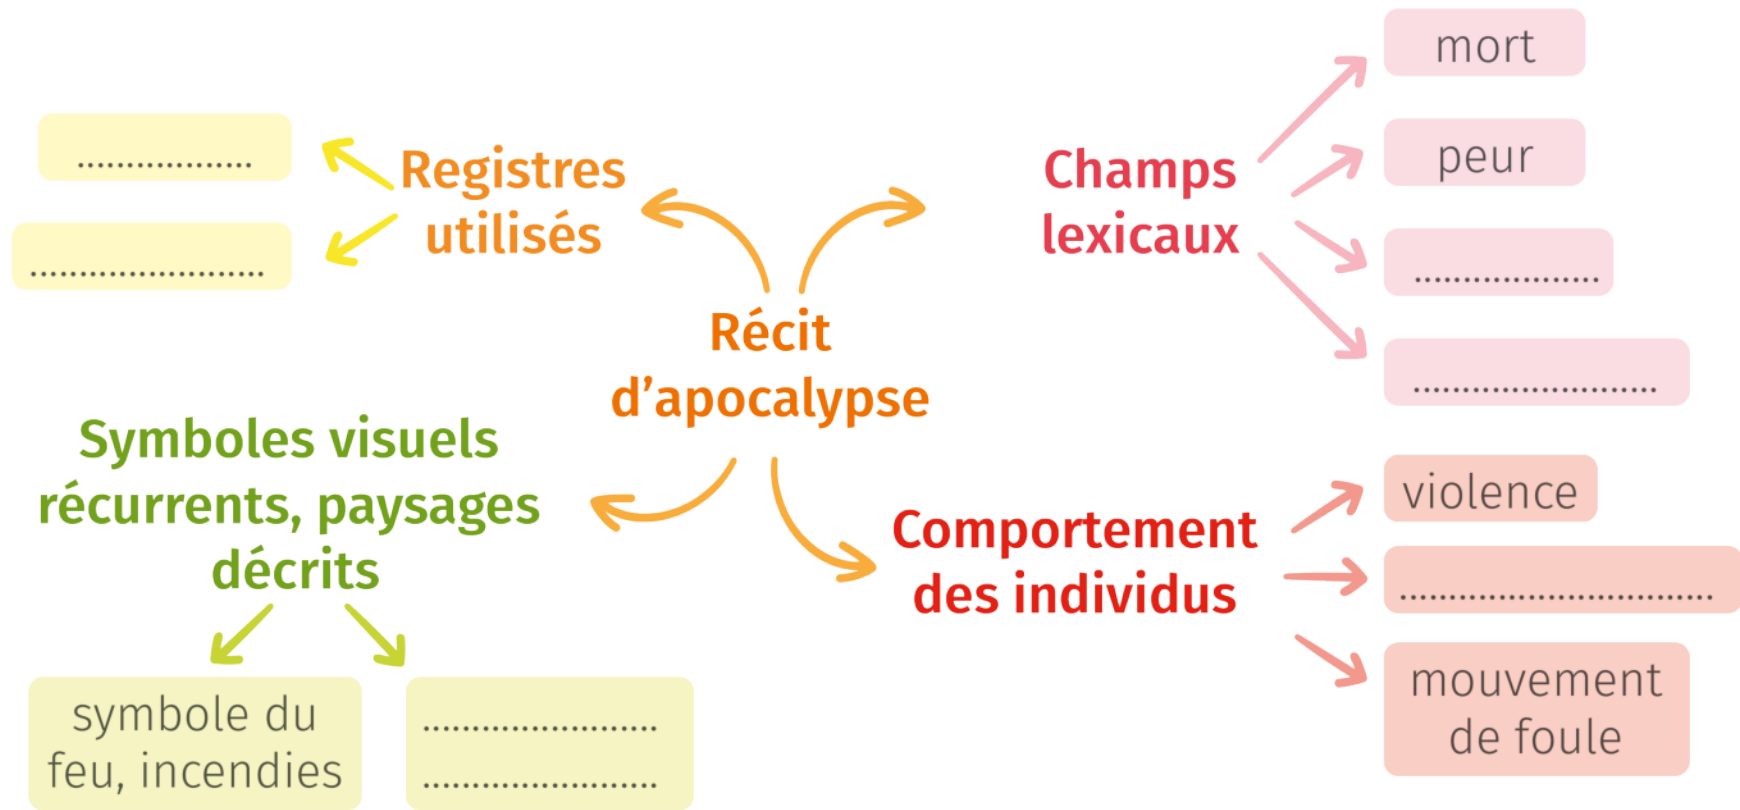 Récit
d’apocalypse
Registres
utilisés
.................
.......................
Champs
lexicaux
mort
peur
..................
........................
Symboles visuels
récurrents, paysages
décrits
symbole du
feu, incendies
.......................
.......................
Comportement
des individus
violence
...............................
mouvement
de foule